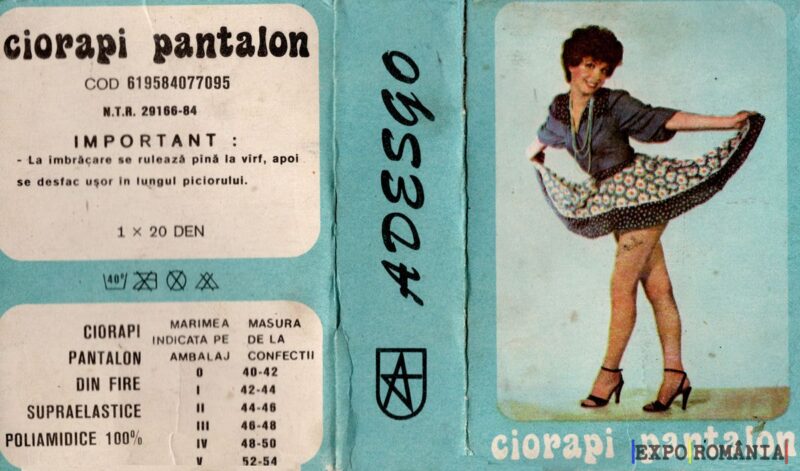 ciorapi pantalon
COD 619584077095
N.T.R. 29166-84
IMPORTANT :
- La imbrăcare se rulează pînă la vîrf, apoi
se desfac ușor în lungul piciorului.
1 × 20 DEN
40°
CIORAPI
PANTALON
DIN FIRE
SUPRAELASTICE
POLIAMIDICE 100%
MARIMEA MASURA
INDICATA PE DE LA
AMBALAJ CONFECTII
0 40-42
I 42-44
II 44-46
III 46-48
IV 48-50
V 52-54
ADESGO
ciorapi pantalon
EXPO ROMÂNIA